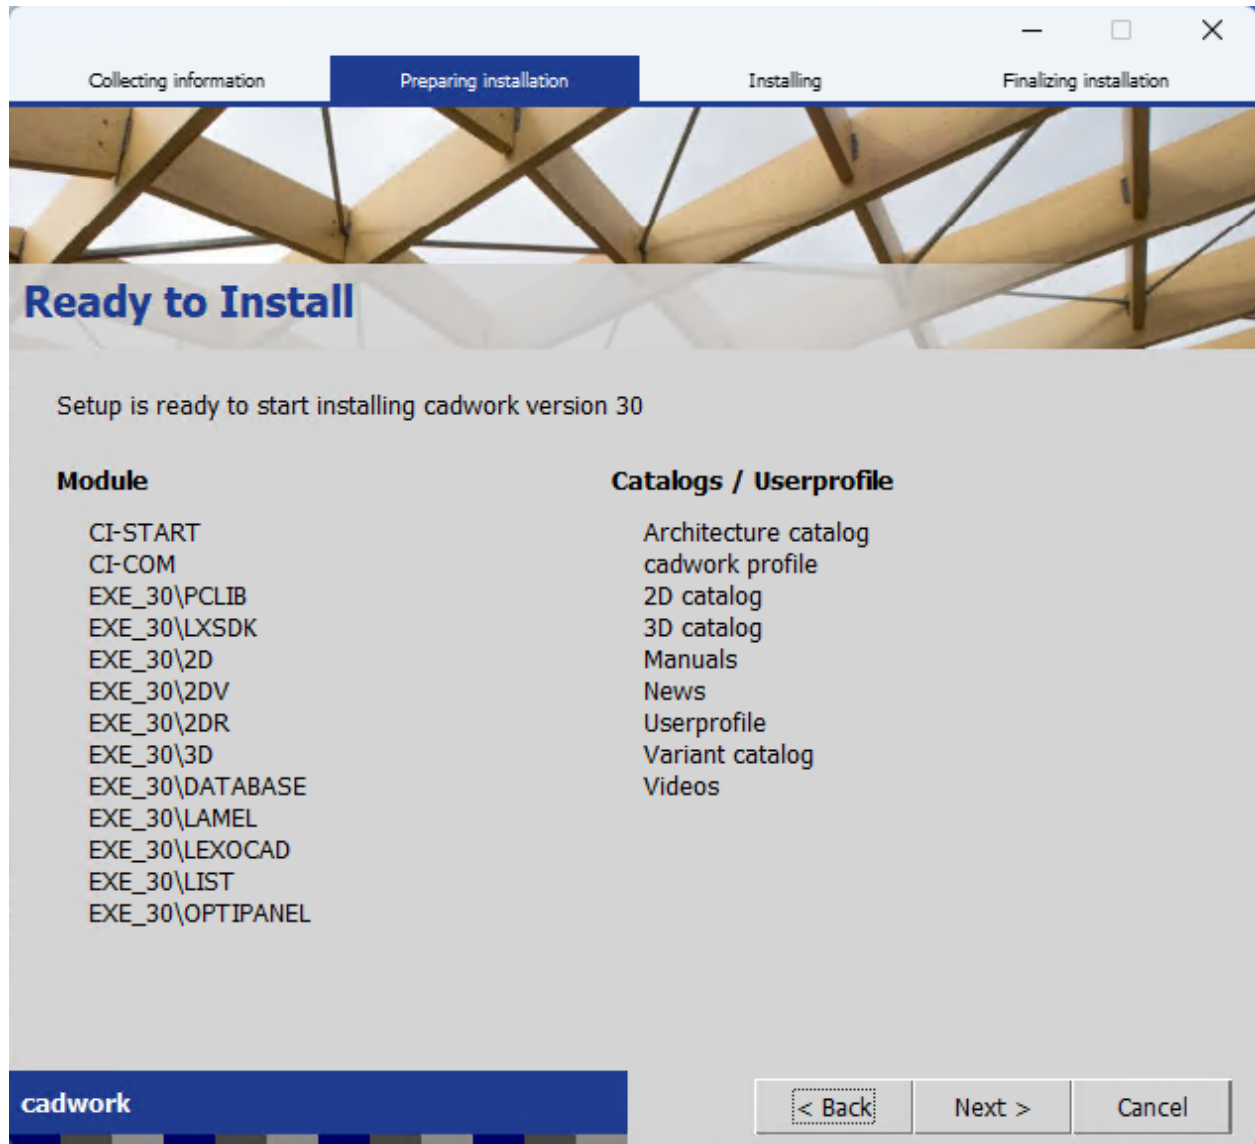 Collecting information
Preparing installation
Installing
Finalizing installation
Ready to Install
Setup is ready to start installing cadwork version 30
Module
CI-START
CI-COM
EXE_30\PCLIB
EXE_30\LXSDK
EXE_30\2D
EXE_30\2DV
EXE_30\2DR
EXE_30\3D
EXE_30\DATABASE
EXE_30\LAMEL
EXE_30\LEXOCAD
EXE_30\LIST
EXE_30\OPTIPANEL
Catalogs / Userprofile
Architecture catalog
cadwork profile
2D catalog
3D catalog
Manuals
News
Userprofile
Variant catalog
Videos
cadwork
< Back
Next >
Cancel